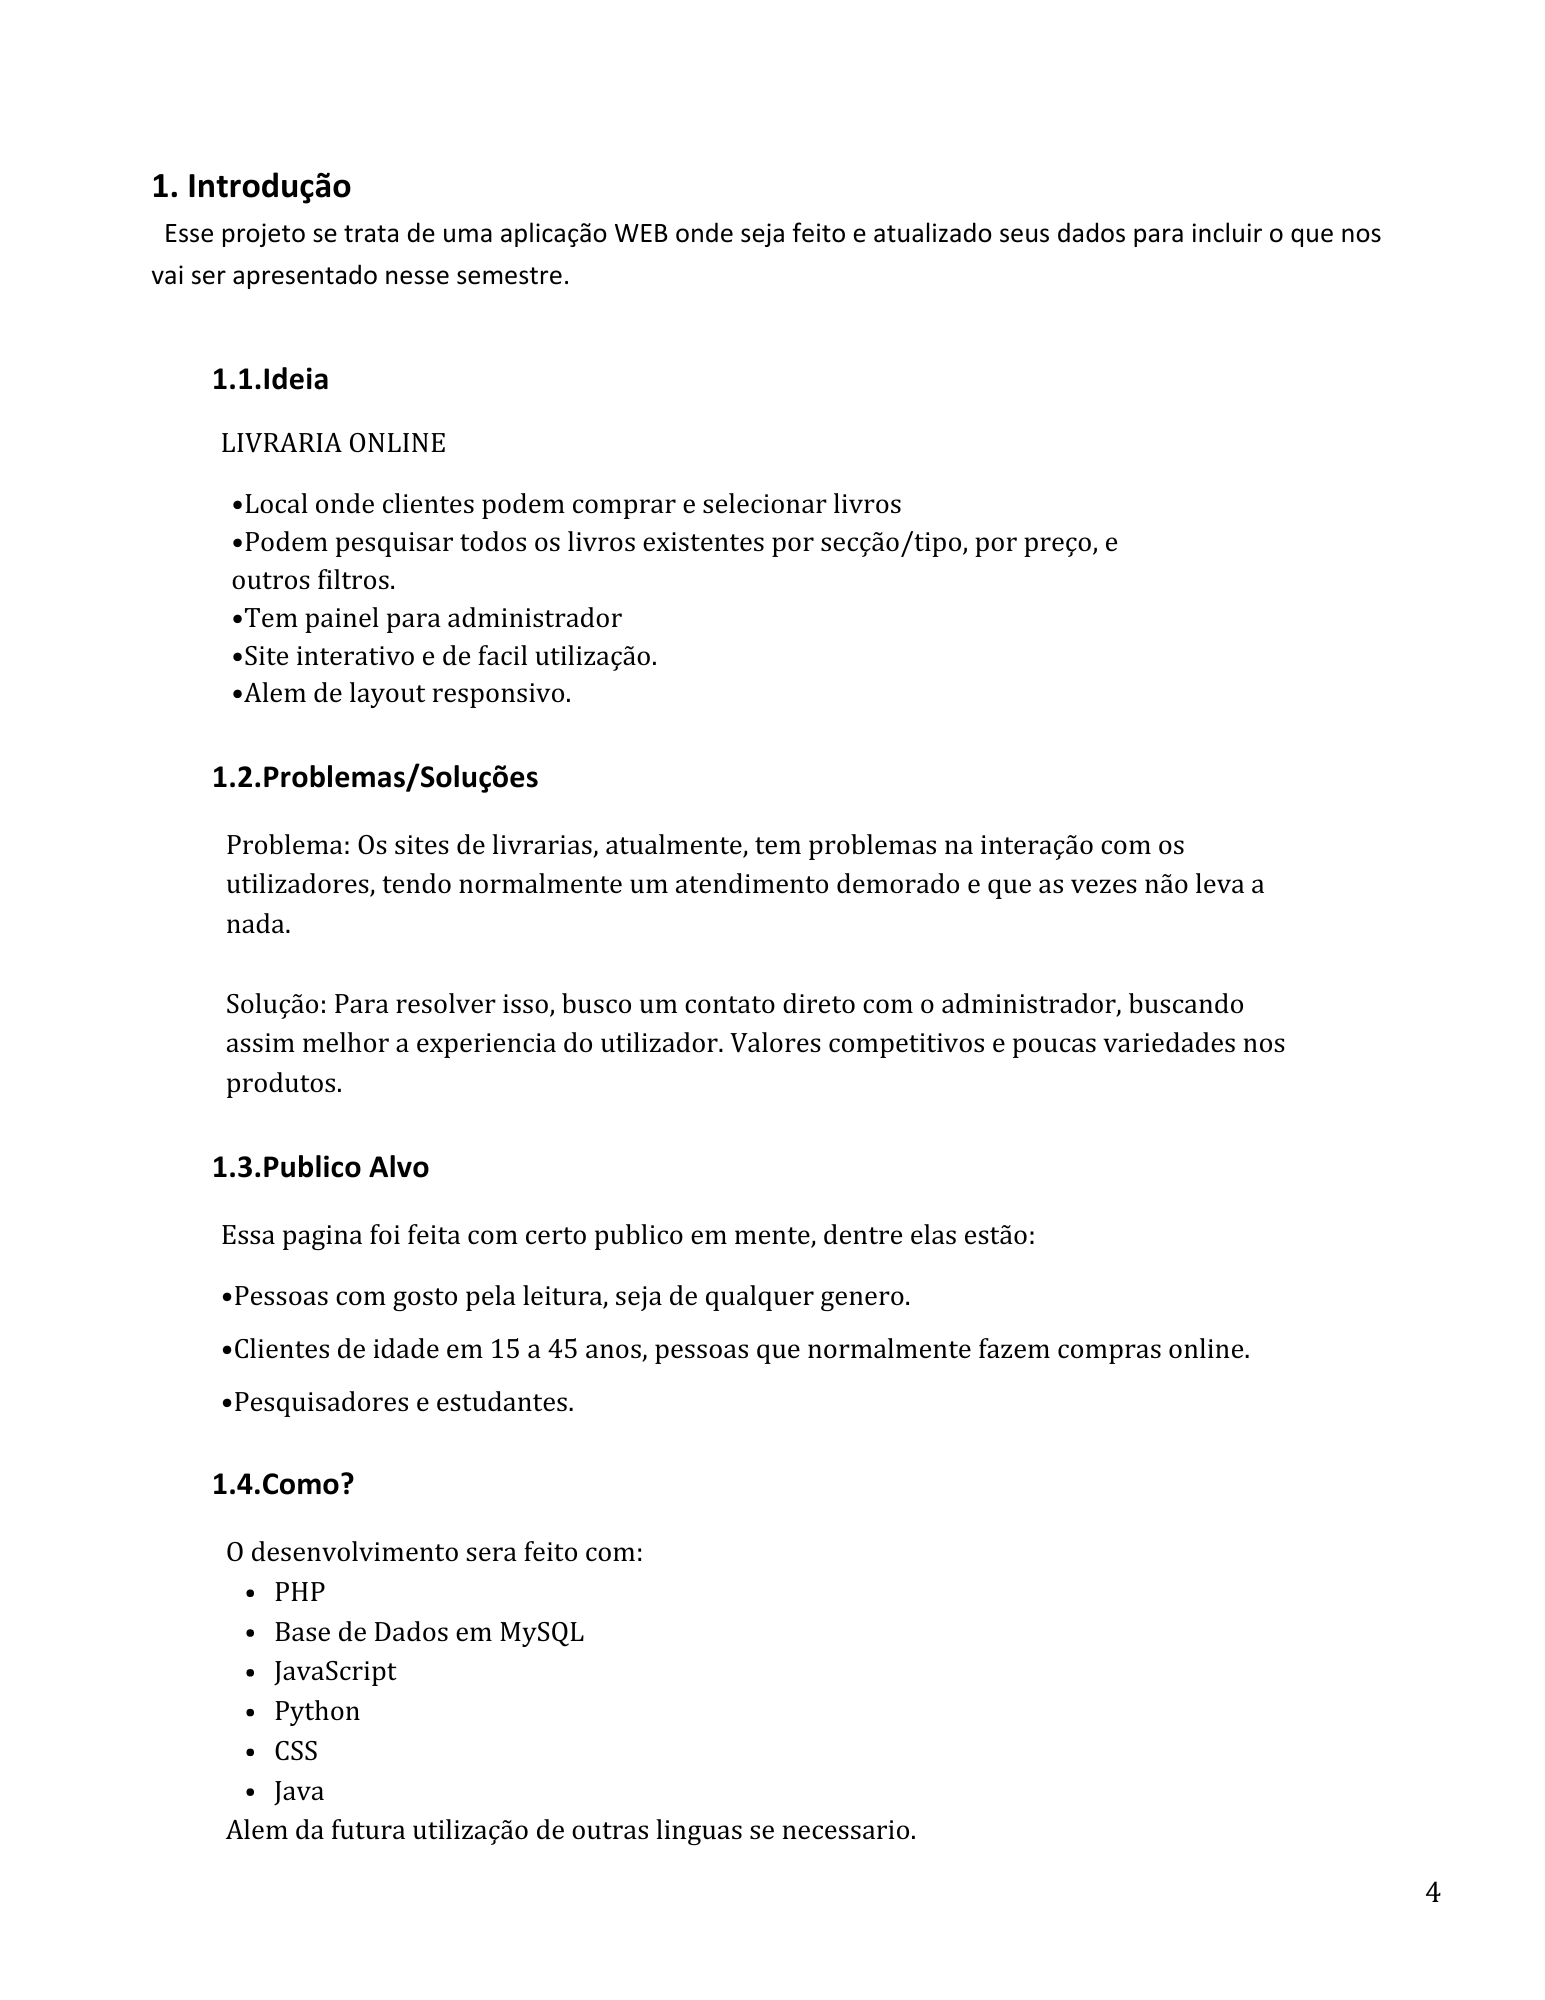 1. Introdução
Esse projeto se trata de uma aplicação WEB onde seja feito e atualizado seus dados para incluir o que nos
vai ser apresentado nesse semestre.
1.1.Ideia
LIVRARIA ONLINE
•Local onde clientes podem comprar e selecionar livros
•Podem pesquisar todos os livros existentes por secção/tipo, por preço, e
outros filtros.
•Tem painel para administrador
•Site interativo e de facil utilização.
•Alem de layout responsivo.
1.2.Problemas/Soluções
Problema: Os sites de livrarias, atualmente, tem problemas na interação com os
utilizadores, tendo normalmente um atendimento demorado e que as vezes não leva a
nada.
Solução: Para resolver isso, busco um contato direto com o administrador, buscando
assim melhor a experiencia do utilizador. Valores competitivos e poucas variedades nos
produtos.
1.3.Publico Alvo
Essa pagina foi feita com certo publico em mente, dentre elas estão:
•Pessoas com gosto pela leitura, seja de qualquer genero.
•Clientes de idade em 15 a 45 anos, pessoas que normalmente fazem compras online.
•Pesquisadores e estudantes.
1.4.Como?
O desenvolvimento sera feito com:
• PHP
• Base de Dados em MySQL
• JavaScript
• Python
• CSS
• Java
Alem da futura utilização de outras linguas se necessario.
4